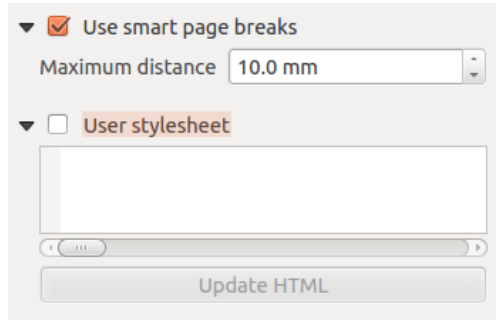 Use smart page breaks
Maximum distance 10.0 mm
User stylesheet
Update HTML